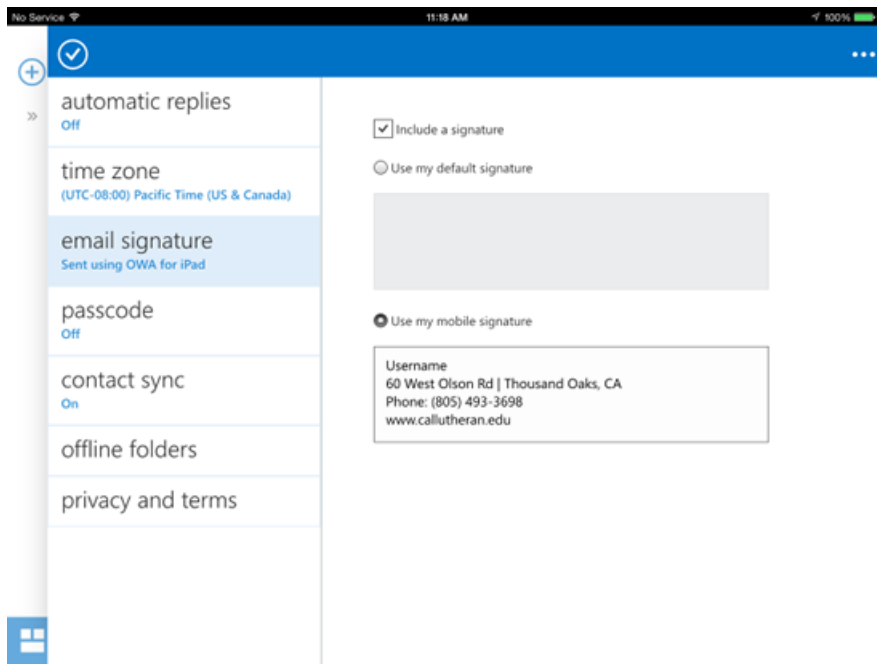 No Service 11:18 AM 100%
automatic replies
Off
time zone
(UTC-08:00) Pacific Time (US & Canada)
email signature
Sent using OWA for iPad
passcode
Off
contact sync
On
offline folders
privacy and terms
Include a signature
Use my default signature
Use my mobile signature
Username
60 West Olson Rd | Thousand Oaks, CA
Phone: (805) 493-3698
www.callutheran.edu